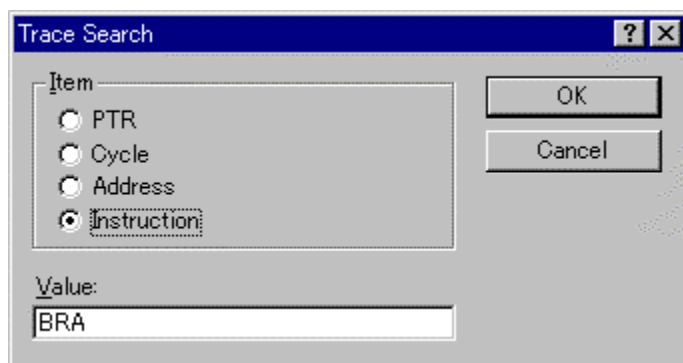 Trace Search
Item
PTR
Cycle
Address
Instruction
OK
Cancel
Value:
BRA